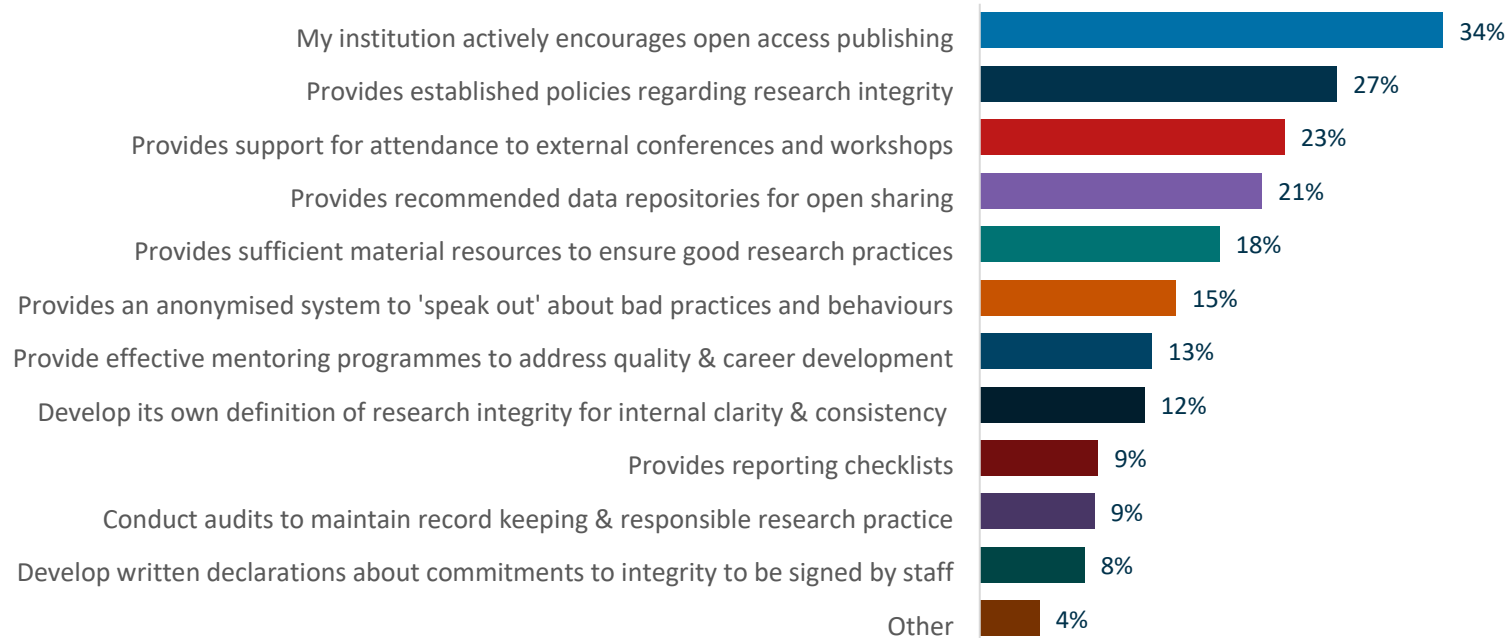 My institution actively encourages open access publishing 34%
Provides established policies regarding research integrity 27%
Provides support for attendance to external conferences and workshops 23%
Provides recommended data repositories for open sharing 21%
Provides sufficient material resources to ensure good research practices 18%
Provides an anonymised system to 'speak out' about bad practices and behaviours 15%
Provide effective mentoring programmes to address quality & career development 13%
Develop its own definition of research integrity for internal clarity & consistency 12%
Provides reporting checklists 9%
Conduct audits to maintain record keeping & responsible research practice 9%
Develop written declarations about commitments to integrity to be signed by staff 8%
Other 4%